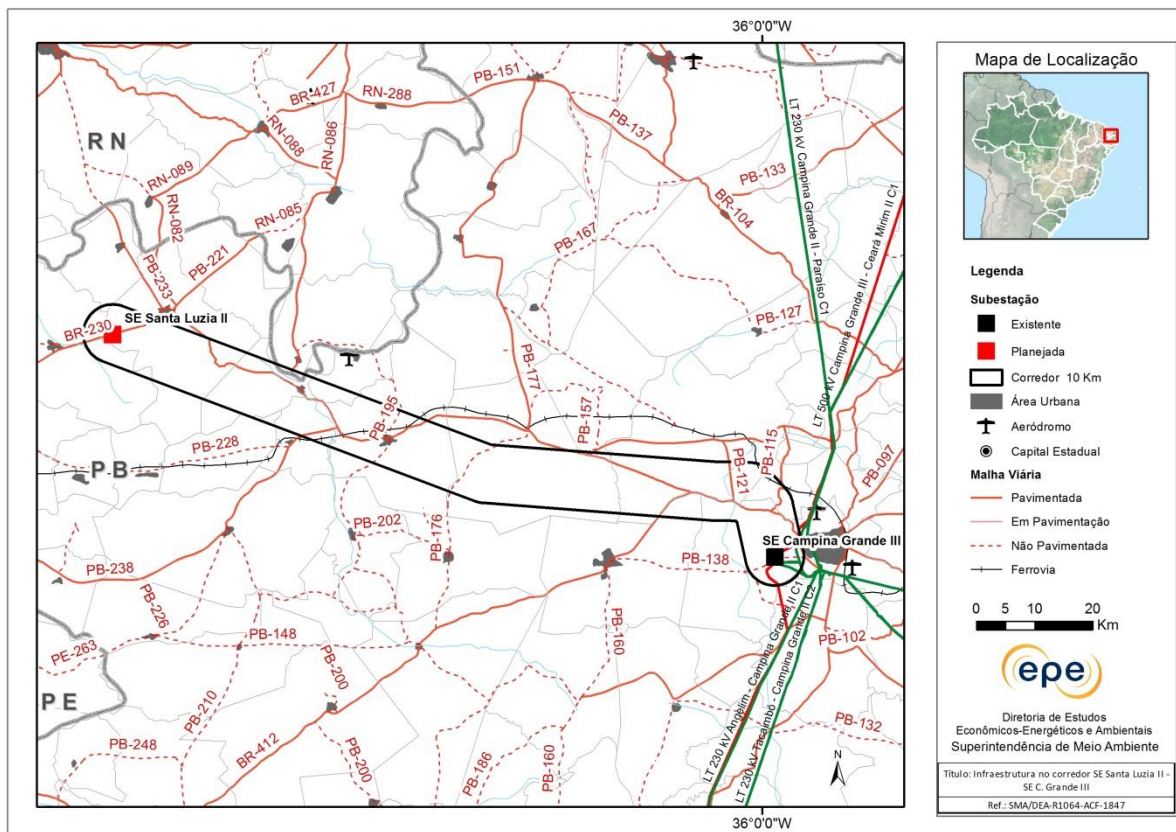 36°0'0"W
PB-151
BR-427
RN-288
RN-086
RN-088
PB-137
RN
RN-089
PB-133
BR-104
RN-085
RN-082
PB-167
PB-221
PB-233
LT 230 kV Campina Grande II - Paraíso C1
LT 500 kV Campina Grande III - Ceará Mirim II C1
PB-127
SE Santa Luzia II
BR-230
PB-177
PB-195
PB-157
PB-228
PB-115
PB-121
PB-097
PB
PB-202
PB-176
SE Campina Grande III
PB-138
PB-238
PB-226
PB-148
PE-263
PB-160
PB-102
PB-200
PE
PB-210
LT 230 kV Angelim - Campina Grande II C1
LT 230 kV Tacaimbó - Campina Grande II C2
PB-132
PB-248
BR-412
PB-200
PB-186
PB-160
N
36°0'0"W
Mapa de Localização
Legenda
Subestação
Existente
Planejada
Corredor 10 Km
Área Urbana
Aeródromo
Capital Estadual
Malha Viária
Pavimentada
Em Pavimentação
Não Pavimentada
Ferrovia
0 5 10 20
Km
epe
Diretoria de Estudos
Econômicos-Energéticos e Ambientais
Superintendência de Meio Ambiente
Título: Infraestrutura no corredor SE Santa Luzia II -
SE C. Grande III
Ref.: SMA/DEA-R1064-ACF-1847